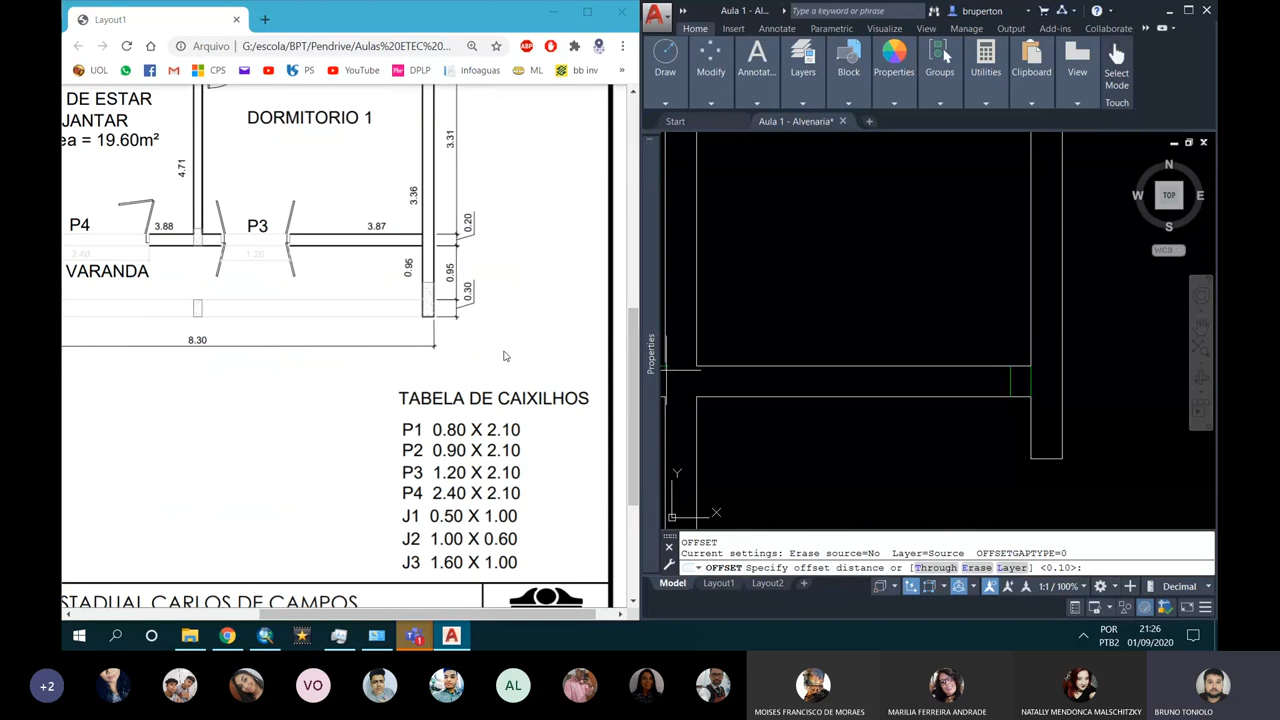 Layout1
Arquivo
G:/escola/BPT/Pendrive/Aulas%20ETEC%20...
UOL
CPS
PS
YouTube
DPLP
Infoaguas
ML
bb inv
»
DE ESTAR
JANTAR
ea = 19.60m²
DORMITORIO 1
4.71
3.31
3.36
P4
3.88
P3
3.87
0.20
2.40
1.20
VARANDA
0.95
0.95
0.30
8.30
TABELA DE CAIXILHOS
P1 0.80 X 2.10
P2 0.90 X 2.10
P3 1.20 X 2.10
P4 2.40 X 2.10
J1 0.50 X 1.00
J2 1.00 X 0.60
J3 1.60 X 1.00
STADUAL CARLOS DE CAMPOS
Aula 1 - Alvena...
Type a keyword or phrase
bruperton
Home Insert Annotate Parametric Visualize View Manage Output Add-ins Collaborate
Draw
Modify
Annotat...
Layers
Block
Properties
Groups
Utilities
Clipboard
View
Select
Mode
Touch
Start
Aula 1 - Alvenaria*
N
W TOP E
S
WCS
Properties
Y
X
OFFSET
Current settings: Erase source=No Layer=Source OFFSETGAPTYPE=0
OFFSET Specify offset distance or [Through Erase Layer] <0.10>:
Model Layout1 Layout2 +
1:1 / 100%
Decimal
POR
PTB2
21:26
01/09/2020
+2
VO
AL
MOISES FRANCISCO DE MORAES
MARILIA FERREIRA ANDRADE
NATALLY MENDONCA MALSCHITZKY
BRUNO TONIOLO